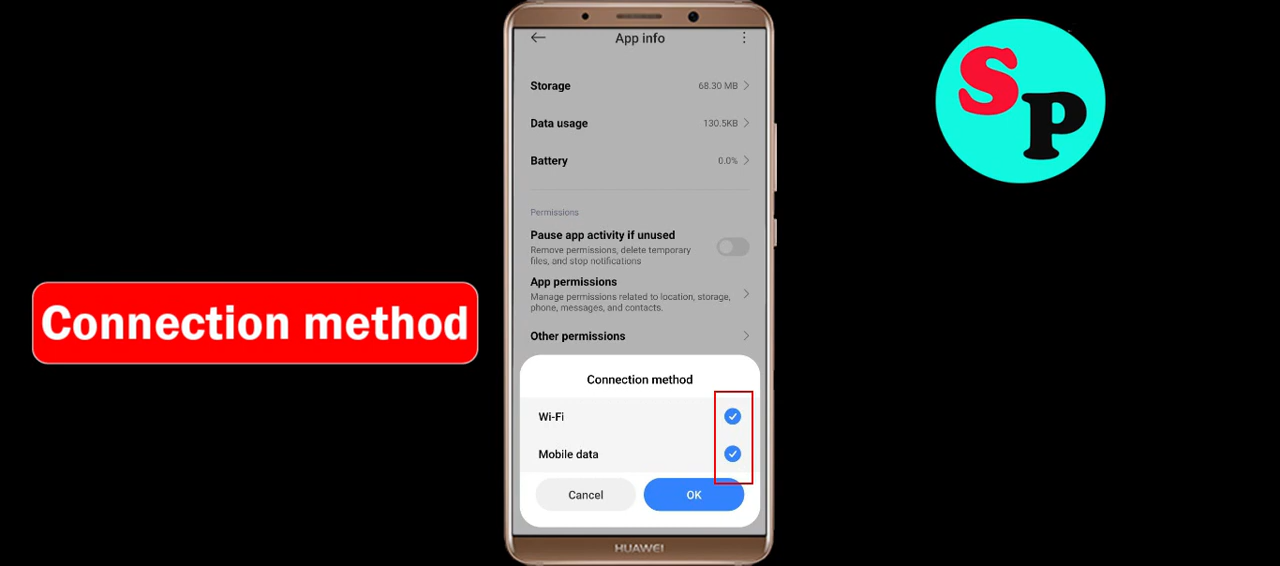 App info
Storage 68.30 MB
Data usage 130.5KB
Battery 0.0%
Permissions
Pause app activity if unused
Remove permissions, delete temporary
files, and stop notifications
App permissions
Manage permissions related to location, storage,
phone, messages, and contacts.
Other permissions
Connection method
Wi-Fi
Mobile data
Cancel OK
HUAWEI
Connection method
SP